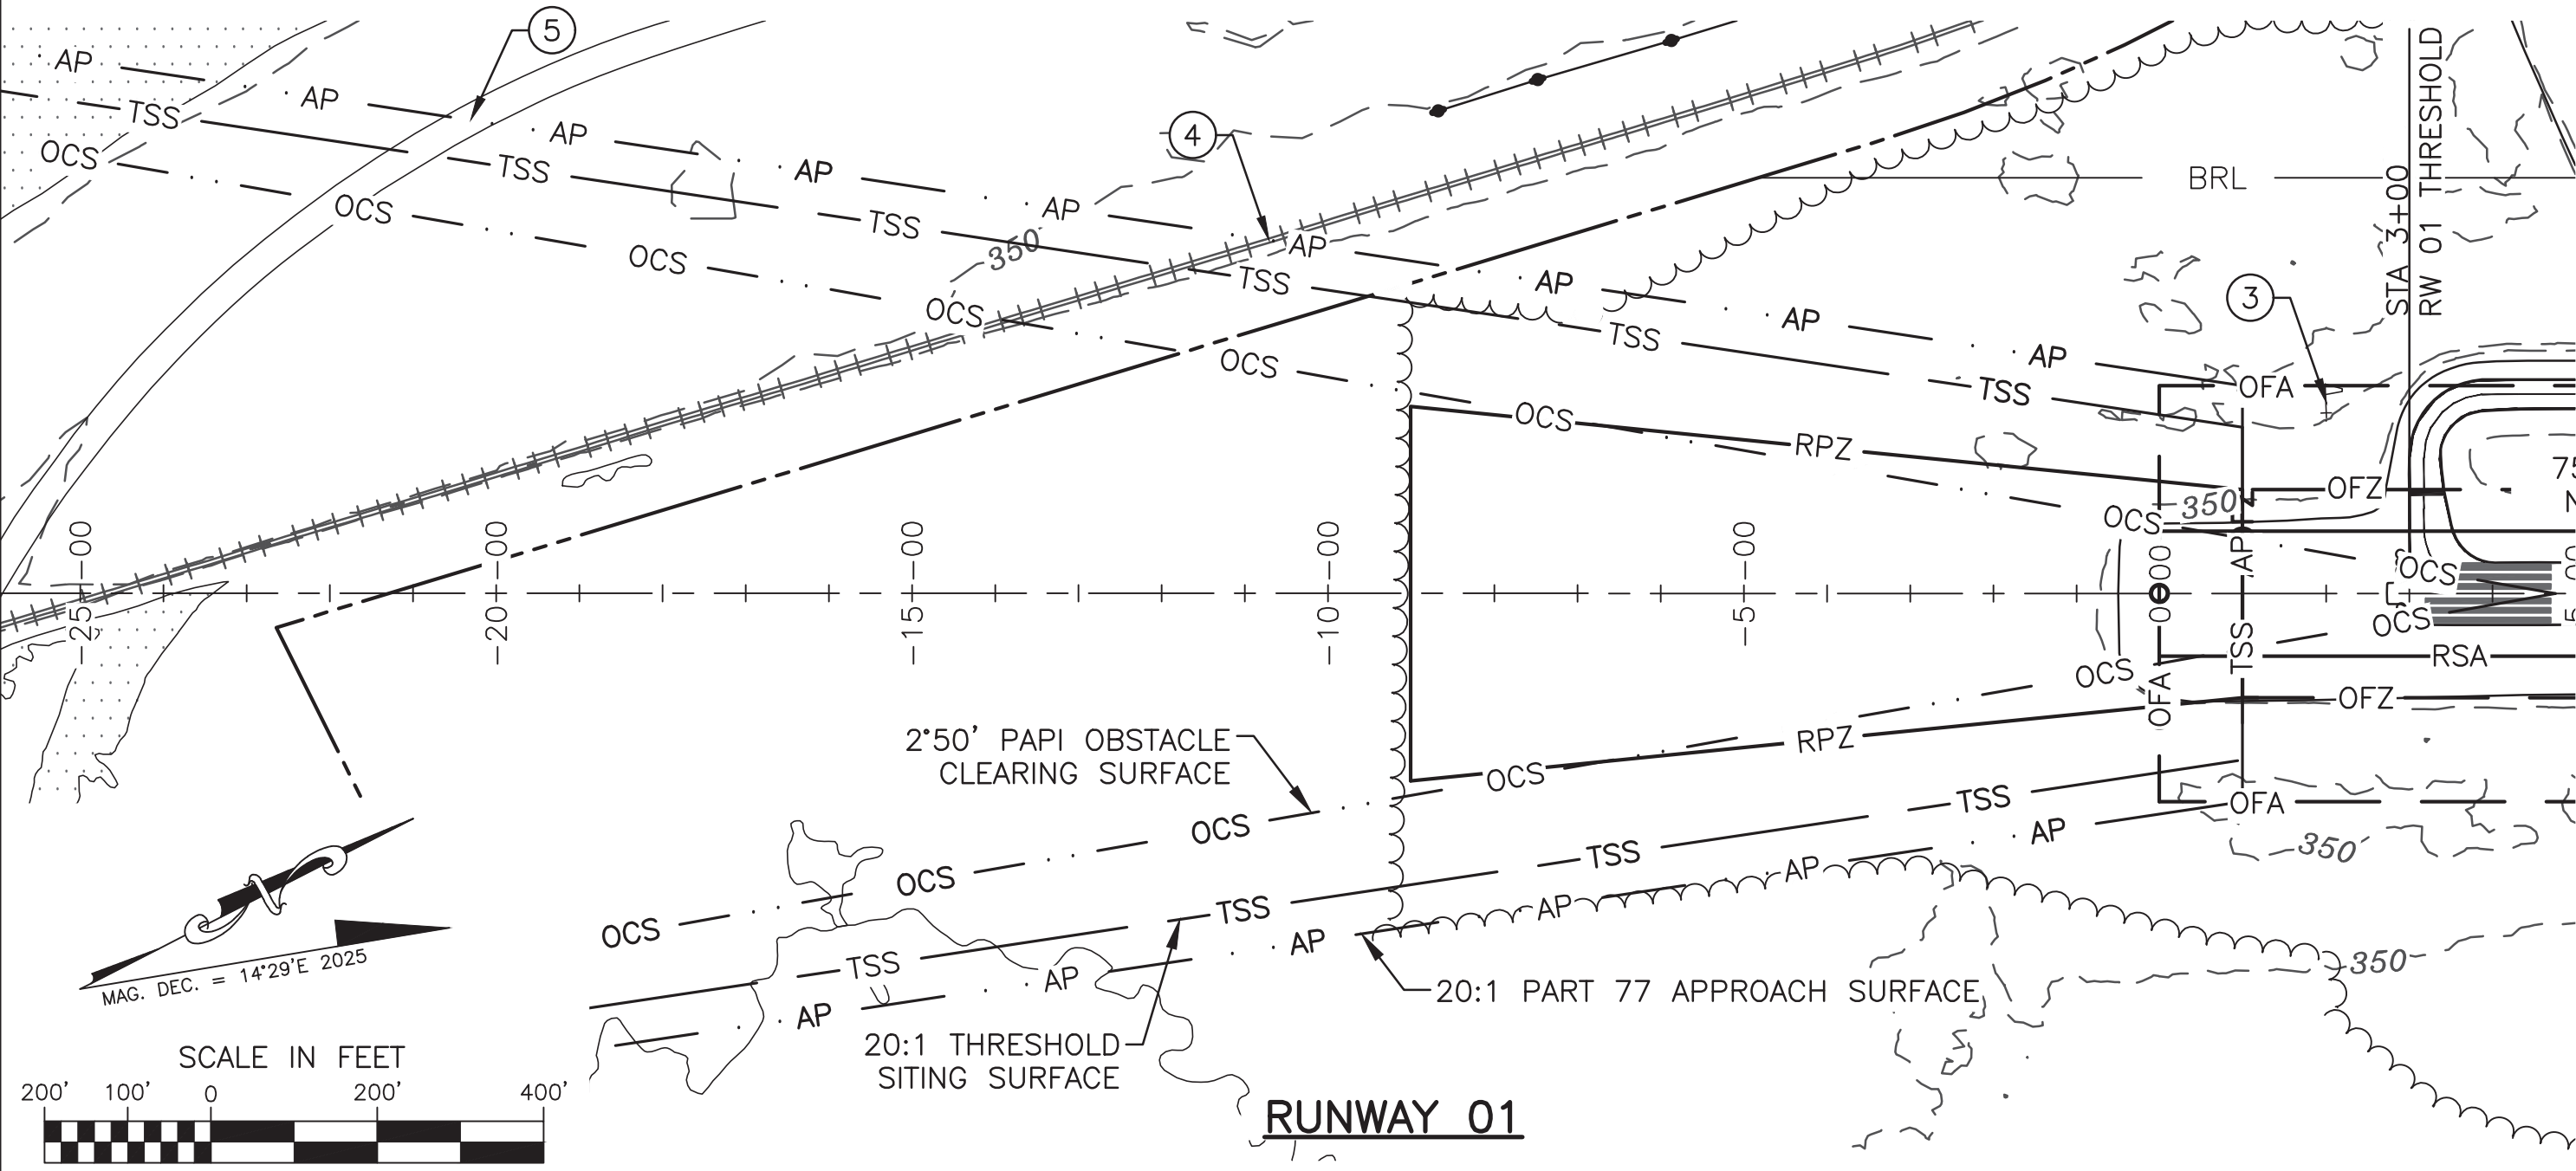 5
AP
AP
TSS
AP
4
OCS
TSS
AP
BRL
OCS
TSS
AP
350
AP
OCS
TSS
AP
3
STA 3+00
RW 01 THRESHOLD
OCS
TSS
AP
OCS
AP
TSS
OFA
OCS
RPZ
OFZ
350
OCS
75
N
-25+00
-20+00
-15+00
-10+00
-5+00
0+00
AP
OCS
OCS
TSS
RSA
OCS
OFA
OFZ
2°50' PAPI OBSTACLE
CLEARING SURFACE
RPZ
OCS
TSS
OFA
OCS
AP
350
TSS
OCS
AP
TSS
AP
OCS
AP
TSS
AP
350
AP
MAG. DEC. = 14°29'E 2025
20:1 PART 77 APPROACH SURFACE
20:1 THRESHOLD
SITING SURFACE
SCALE IN FEET
200' 100' 0 200' 400'
RUNWAY 01